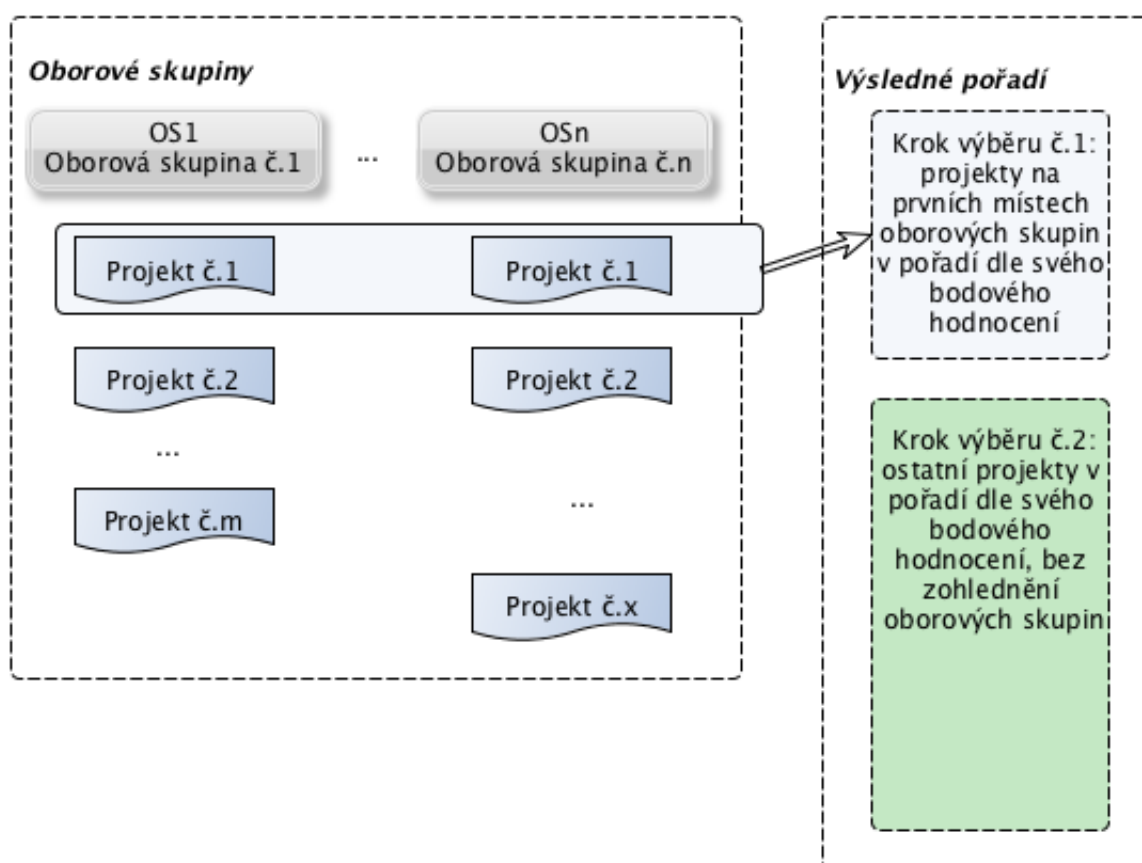 Oborové skupiny
OS1
Oborová skupina č.1
...
OSn
Oborová skupina č.n
Projekt č.1
Projekt č.1
Projekt č.2
Projekt č.2
...
Projekt č.m
...
Projekt č.x
Výsledné pořadí
Krok výběru č.1:
projekty na
prvních místech
oborových skupin
v pořadí dle svého
bodového
hodnocení
Krok výběru č.2:
ostatní projekty v
pořadí dle svého
bodového
hodnocení, bez
zohlednění
oborových skupin